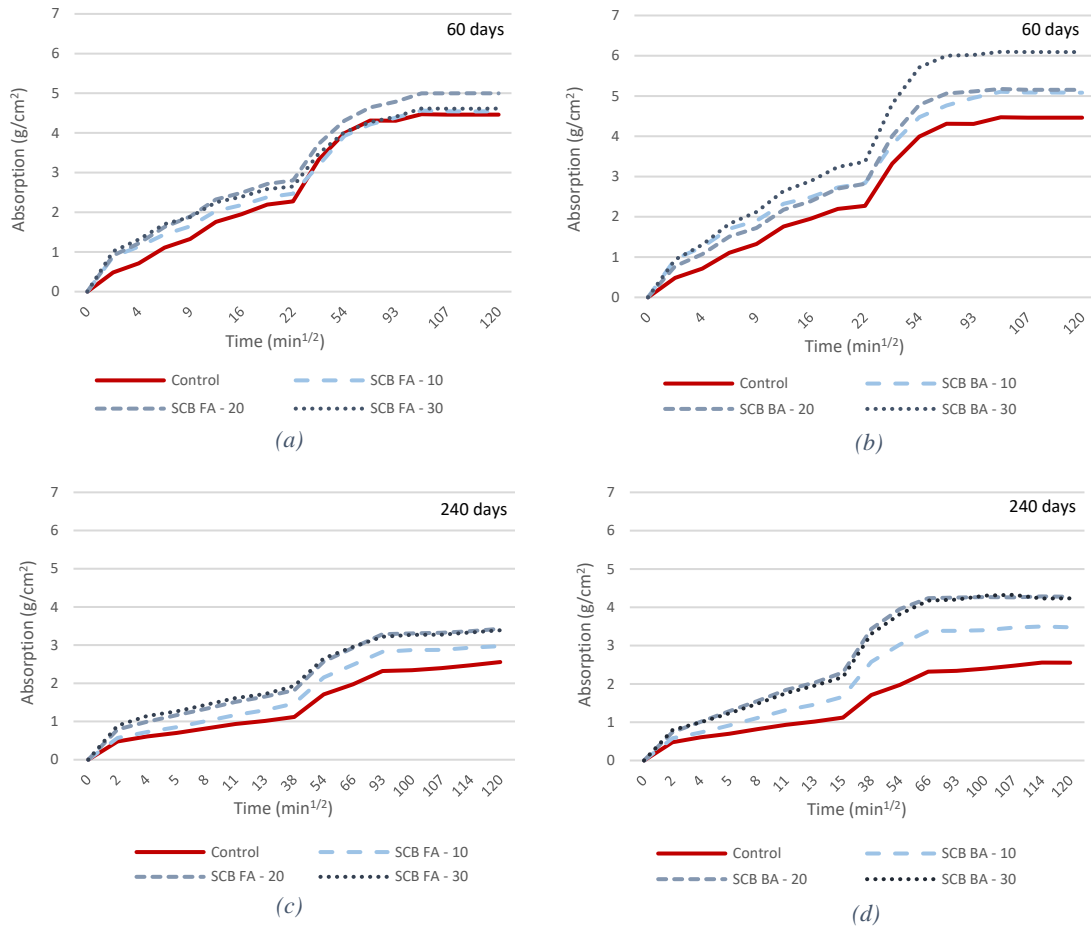 60 days
Absorption (g/cm2)
7
6
5
4
3
2
1
0
0 4 9 16 22 54 93 107 120
Time (min1/2)
Control SCB FA - 10
SCB FA - 20 SCB FA - 30
(a)
60 days
Absorption (g/cm2)
7
6
5
4
3
2
1
0
0 4 9 16 22 54 93 107 120
Time (min1/2)
Control SCB BA - 10
SCB BA - 20 SCB BA - 30
(b)
240 days
Absorption (g/cm2)
7
6
5
4
3
2
1
0
0 2 4 5 8 11 13 38 54 66 93 100 107 114 120
Time (min1/2)
Control SCB FA - 10
SCB FA - 20 SCB FA - 30
(c)
240 days
Absorption (g/cm2)
7
6
5
4
3
2
1
0
0 2 4 5 8 11 13 15 38 54 66 93 100 107 114 120
Time (min1/2)
Control SCB BA - 10
SCB BA - 20 SCB BA - 30
(d)